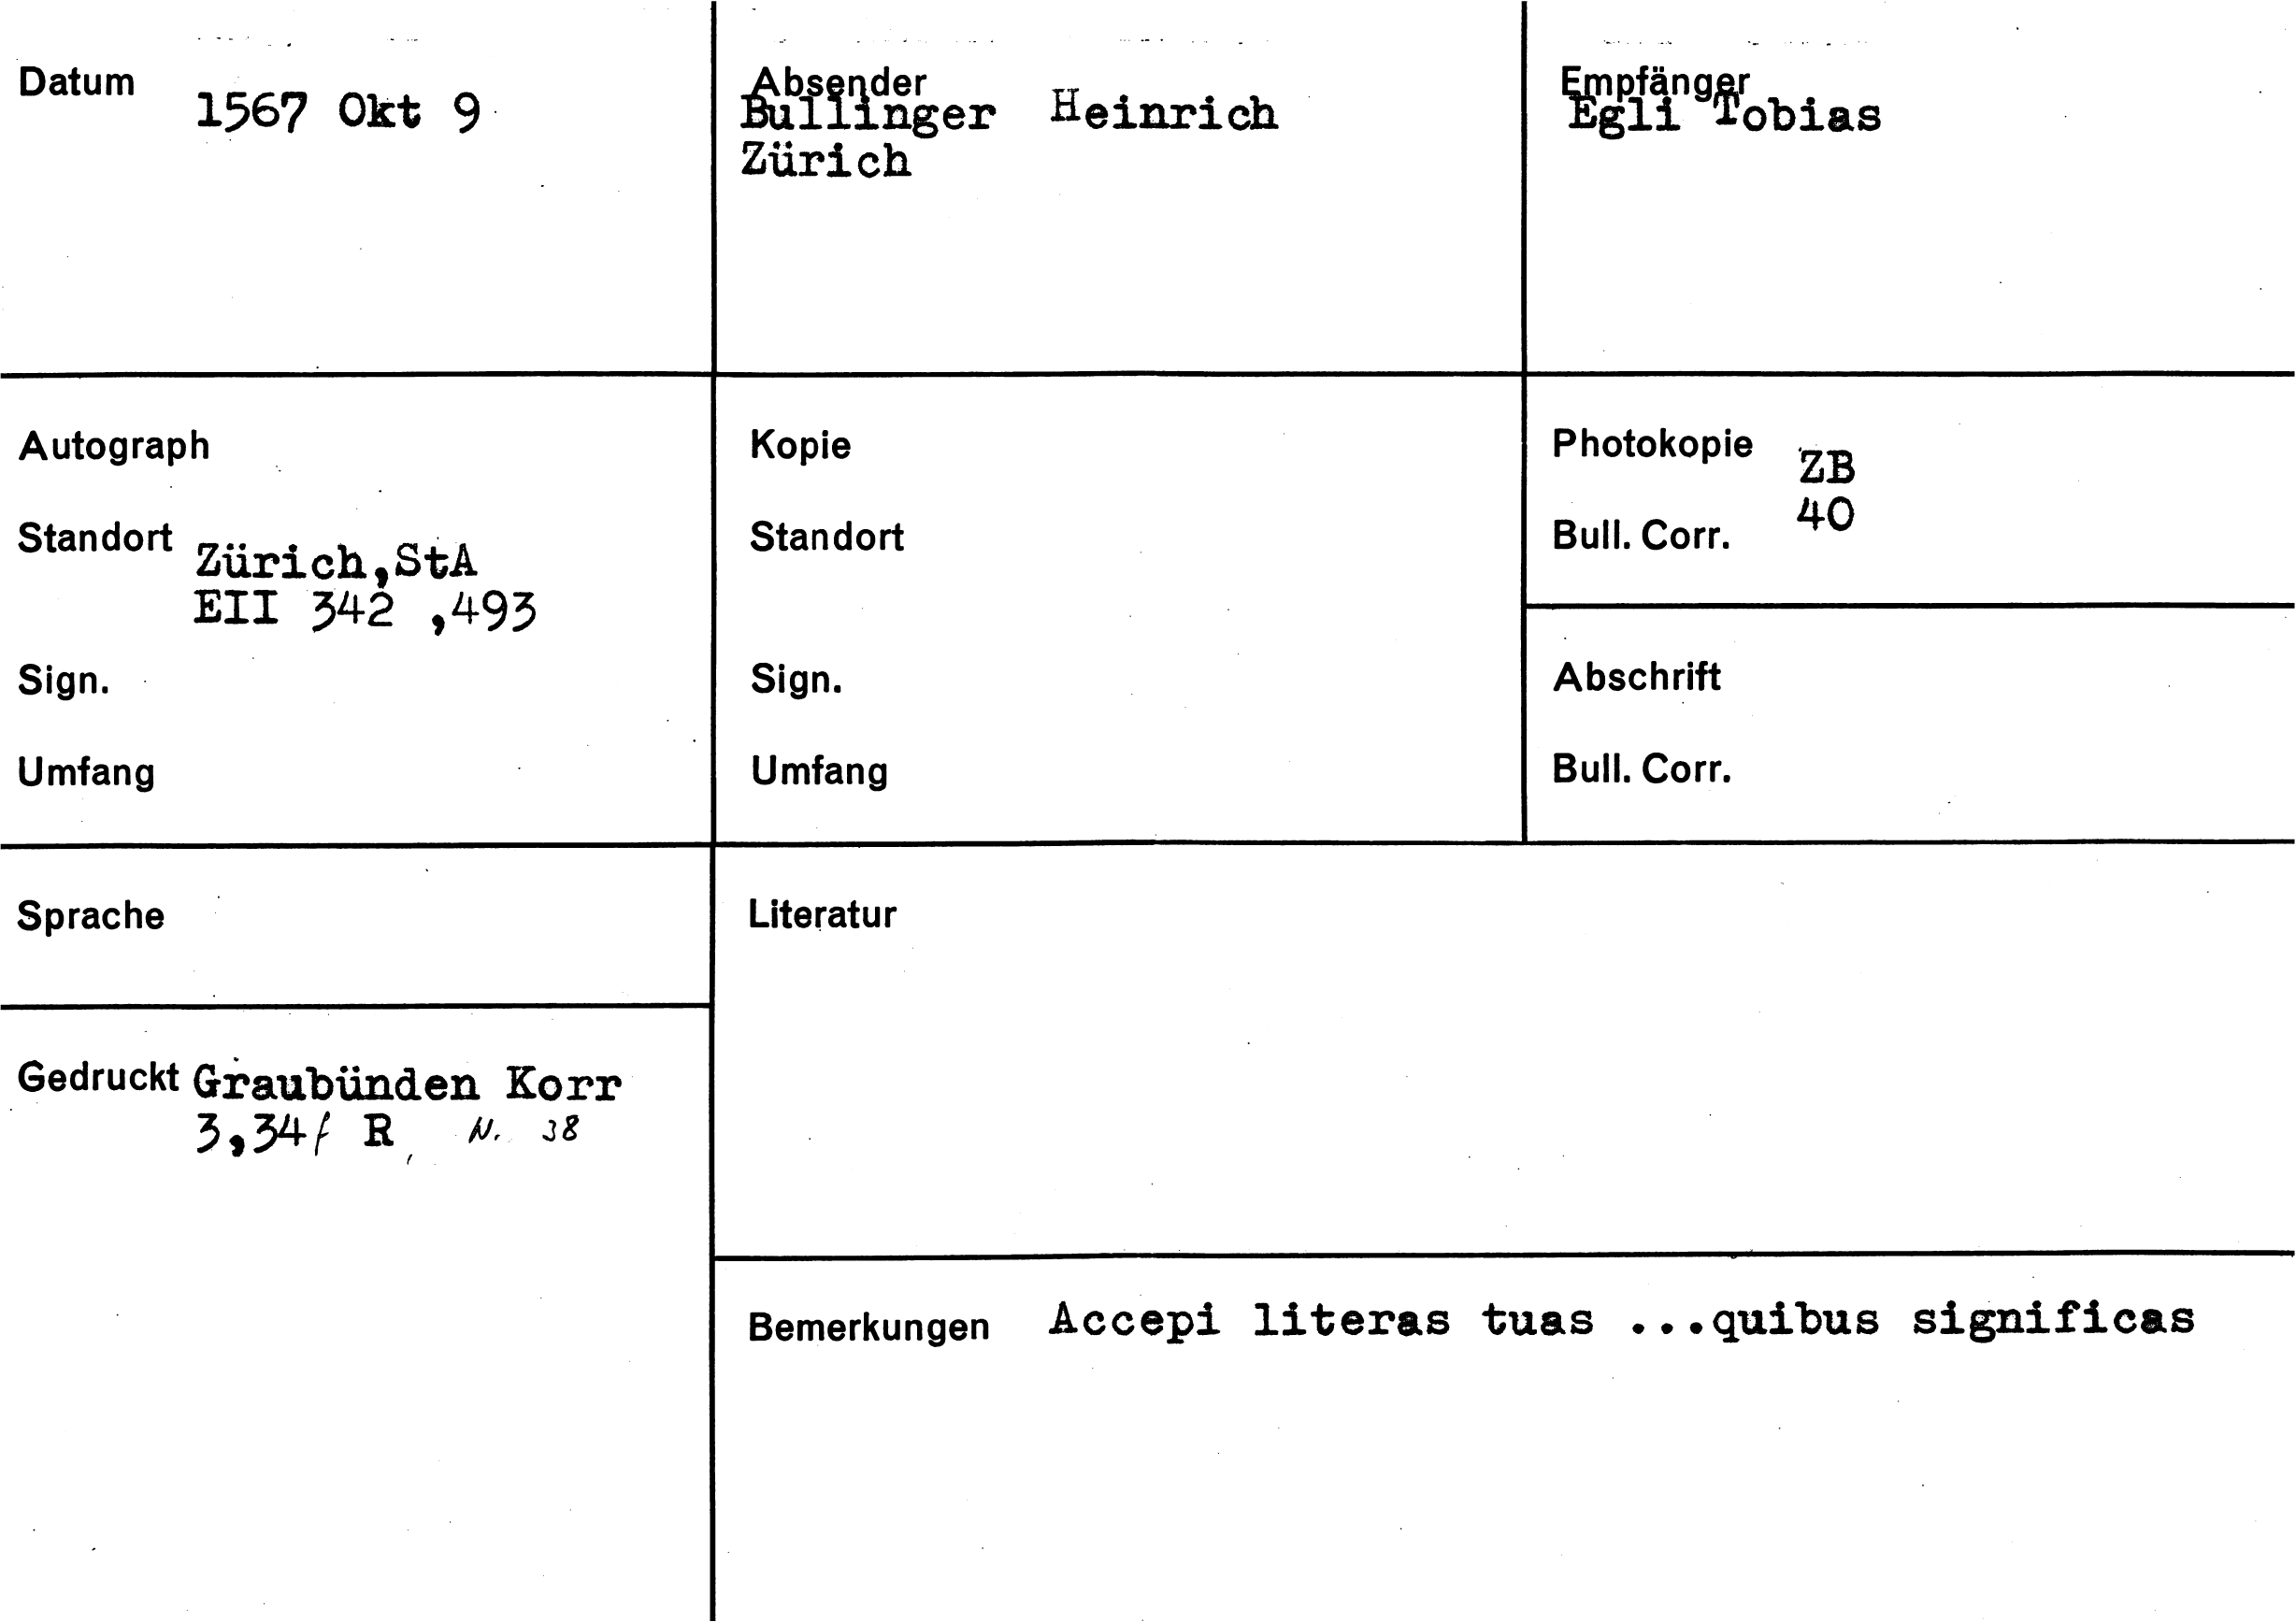 Datum 1567 Okt 9
Absender
Bullinger Heinrich
Zürich
Empfänger
Egli Tobias
Autograph
Standort Zürich,StA
EII 342 ,493
Sign.
Umfang
Kopie
Standort
Sign.
Umfang
Photokopie ZB
Bull. Corr. 40
Abschrift
Bull. Corr.
Sprache
Literatur
Gedruckt Graubünden Korr
3,34f R, N. 38
Bemerkungen Accepi literas tuas ...quibus significas